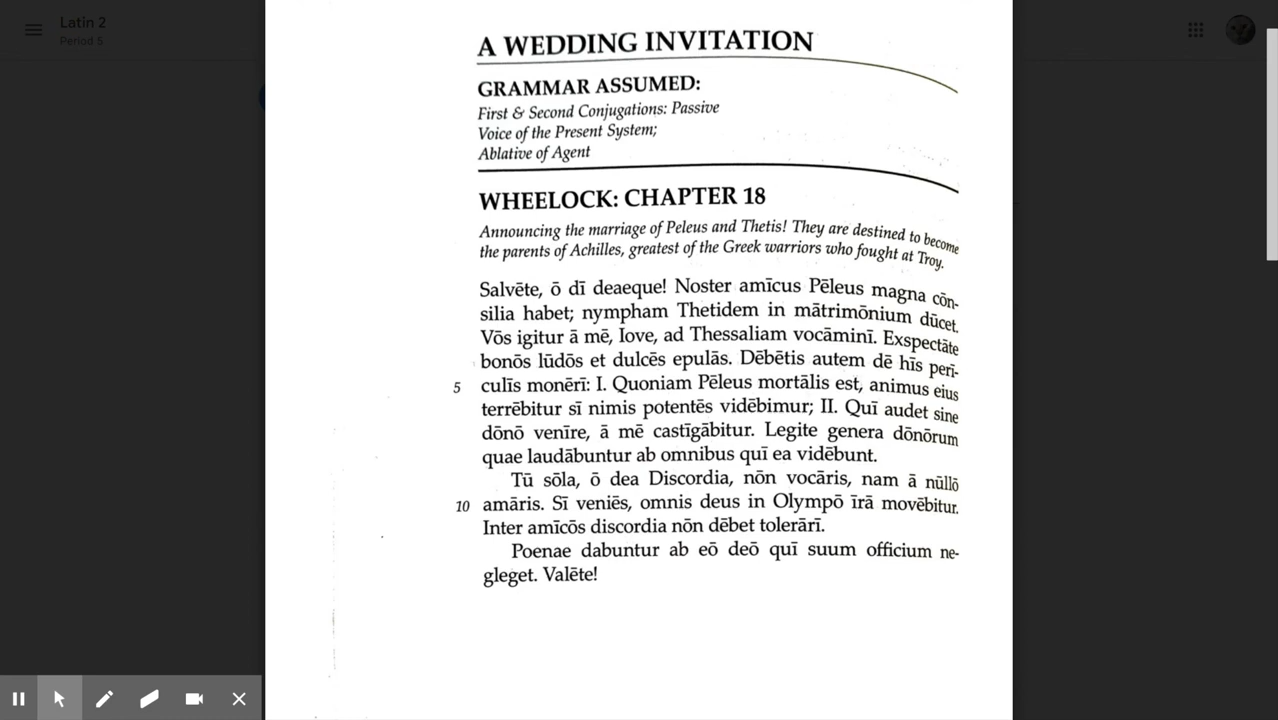 Latin 2
Period 5
A WEDDING INVITATION
GRAMMAR ASSUMED:
First & Second Conjugations: Passive
Voice of the Present System;
Ablative of Agent
WHEELOCK: CHAPTER 18
Announcing the marriage of Peleus and Thetis! They are destined to become
the parents of Achilles, greatest of the Greek warriors who fought at Troy.
Salvēte, ō dī deaeque! Noster amīcus Pēleus magna cōn-
silia habet; nympham Thetidem in mātrimōnium dūcet.
Vōs igitur ā mē, Iove, ad Thessaliam vocāminī. Exspectāte
bonōs lūdōs et dulcēs epulās. Dēbētis autem dē hīs perī-
5 culīs monērī: I. Quoniam Pēleus mortālis est, animus eius
terrēbitur sī nimis potentēs vidēbimur; II. Quī audet sine
dōnō venīre, ā mē castīgābitur. Legite genera dōnōrum
quae laudābuntur ab omnibus quī ea vidēbunt.
Tū sōla, ō dea Discordia, nōn vocāris, nam ā nūllō
10 amāris. Sī veniēs, omnis deus in Olympō īrā movēbitur.
Inter amīcōs discordia nōn dēbet tolerārī.
Poenae dabuntur ab eō deō quī suum officium ne-
gleget. Valēte!